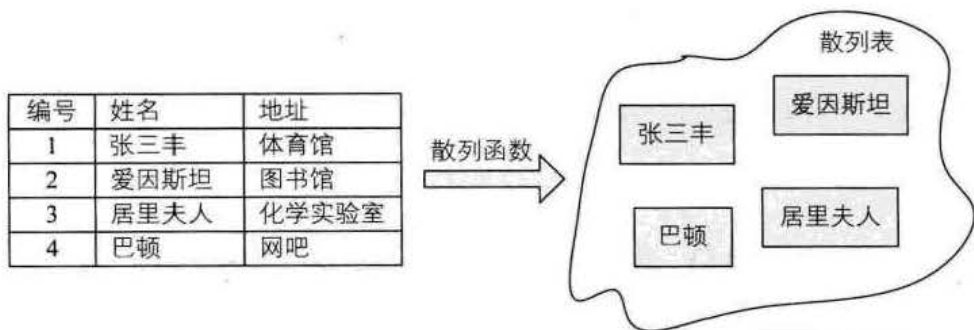 编号 姓名 地址
1 张三丰 体育馆
2 爱因斯坦 图书馆
3 居里夫人 化学实验室
4 巴顿 网吧
散列函数
散列表
张三丰 爱因斯坦
巴顿 居里夫人